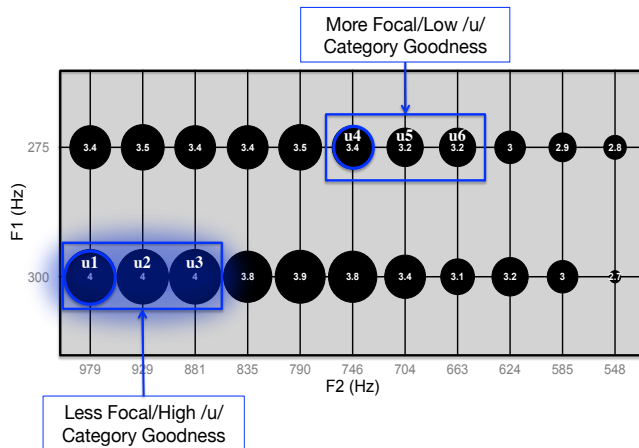 More Focal/Low /u/
Category Goodness
u4 u5 u6
275 3.4 3.5 3.4 3.4 3.5 3.4 3.2 3.2 3 2.9 2.8
F1 (Hz)
u1 u2 u3
300 4 4 4 3.8 3.9 3.8 3.4 3.1 3.2 3 2.7
979 929 881 835 790 746 704 663 624 585 548
F2 (Hz)
Less Focal/High /u/
Category Goodness